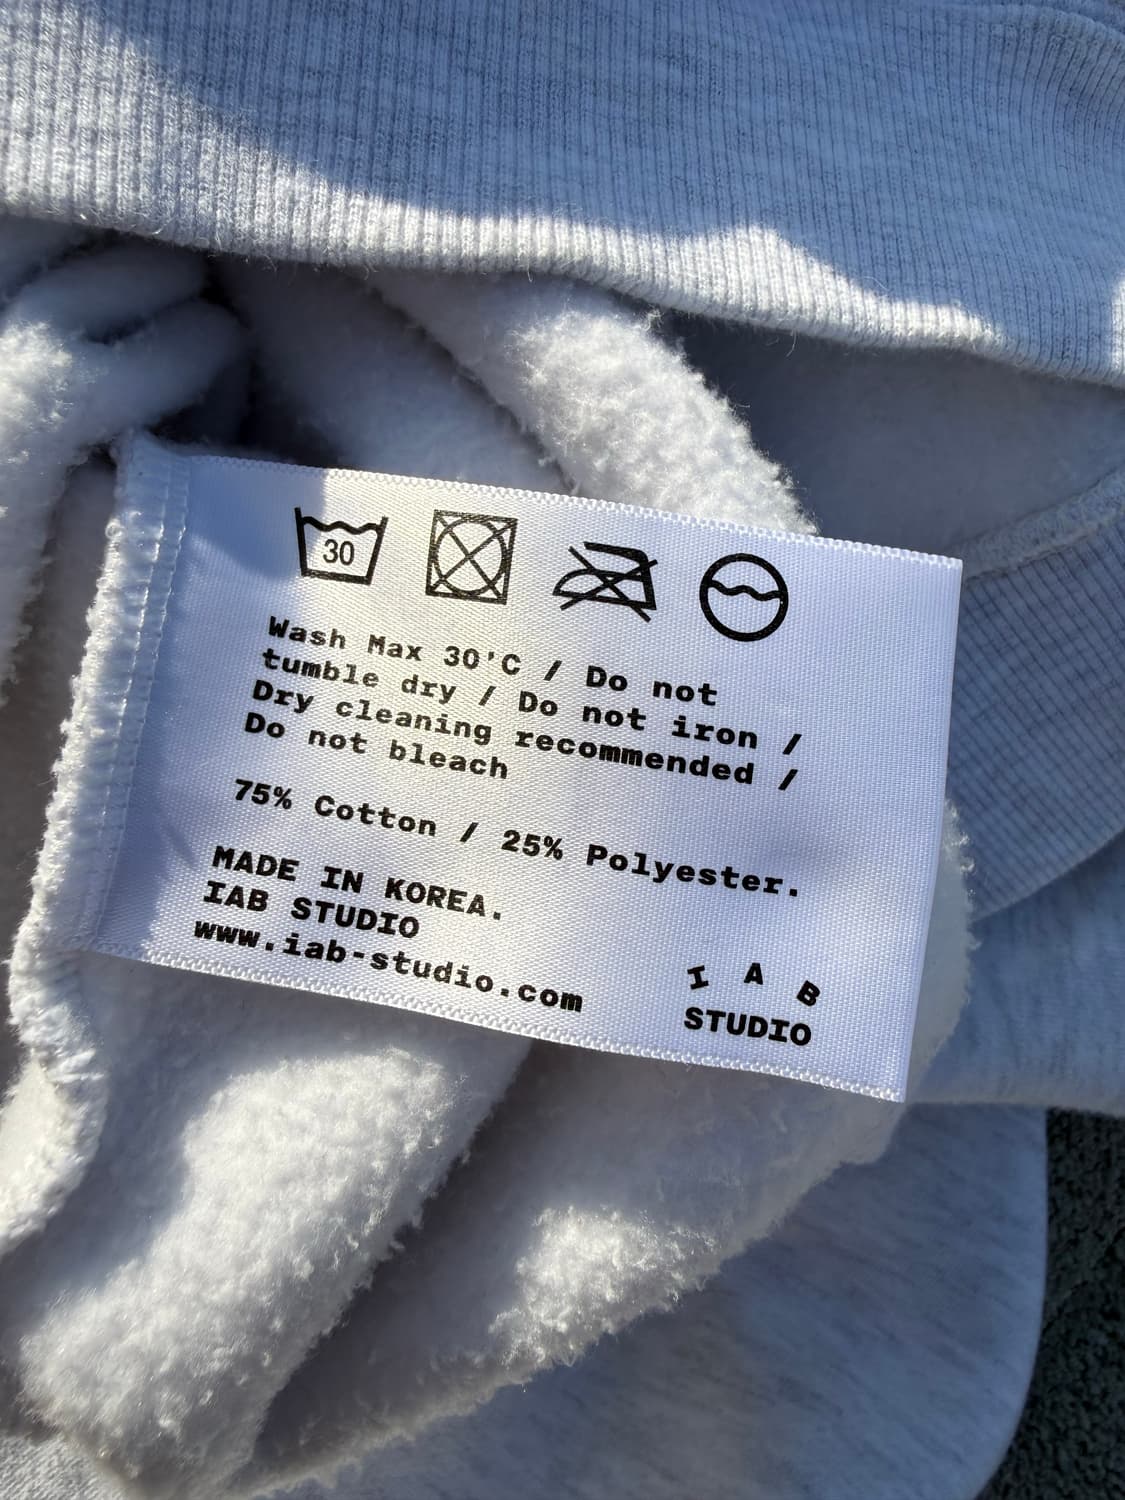 30
Wash Max 30'C / Do not
tumble dry / Do not iron /
Dry cleaning recommended /
Do not bleach
75% Cotton / 25% Polyester.
MADE IN KOREA.
IAB STUDIO
www.iab-studio.com
I A B
STUDIO